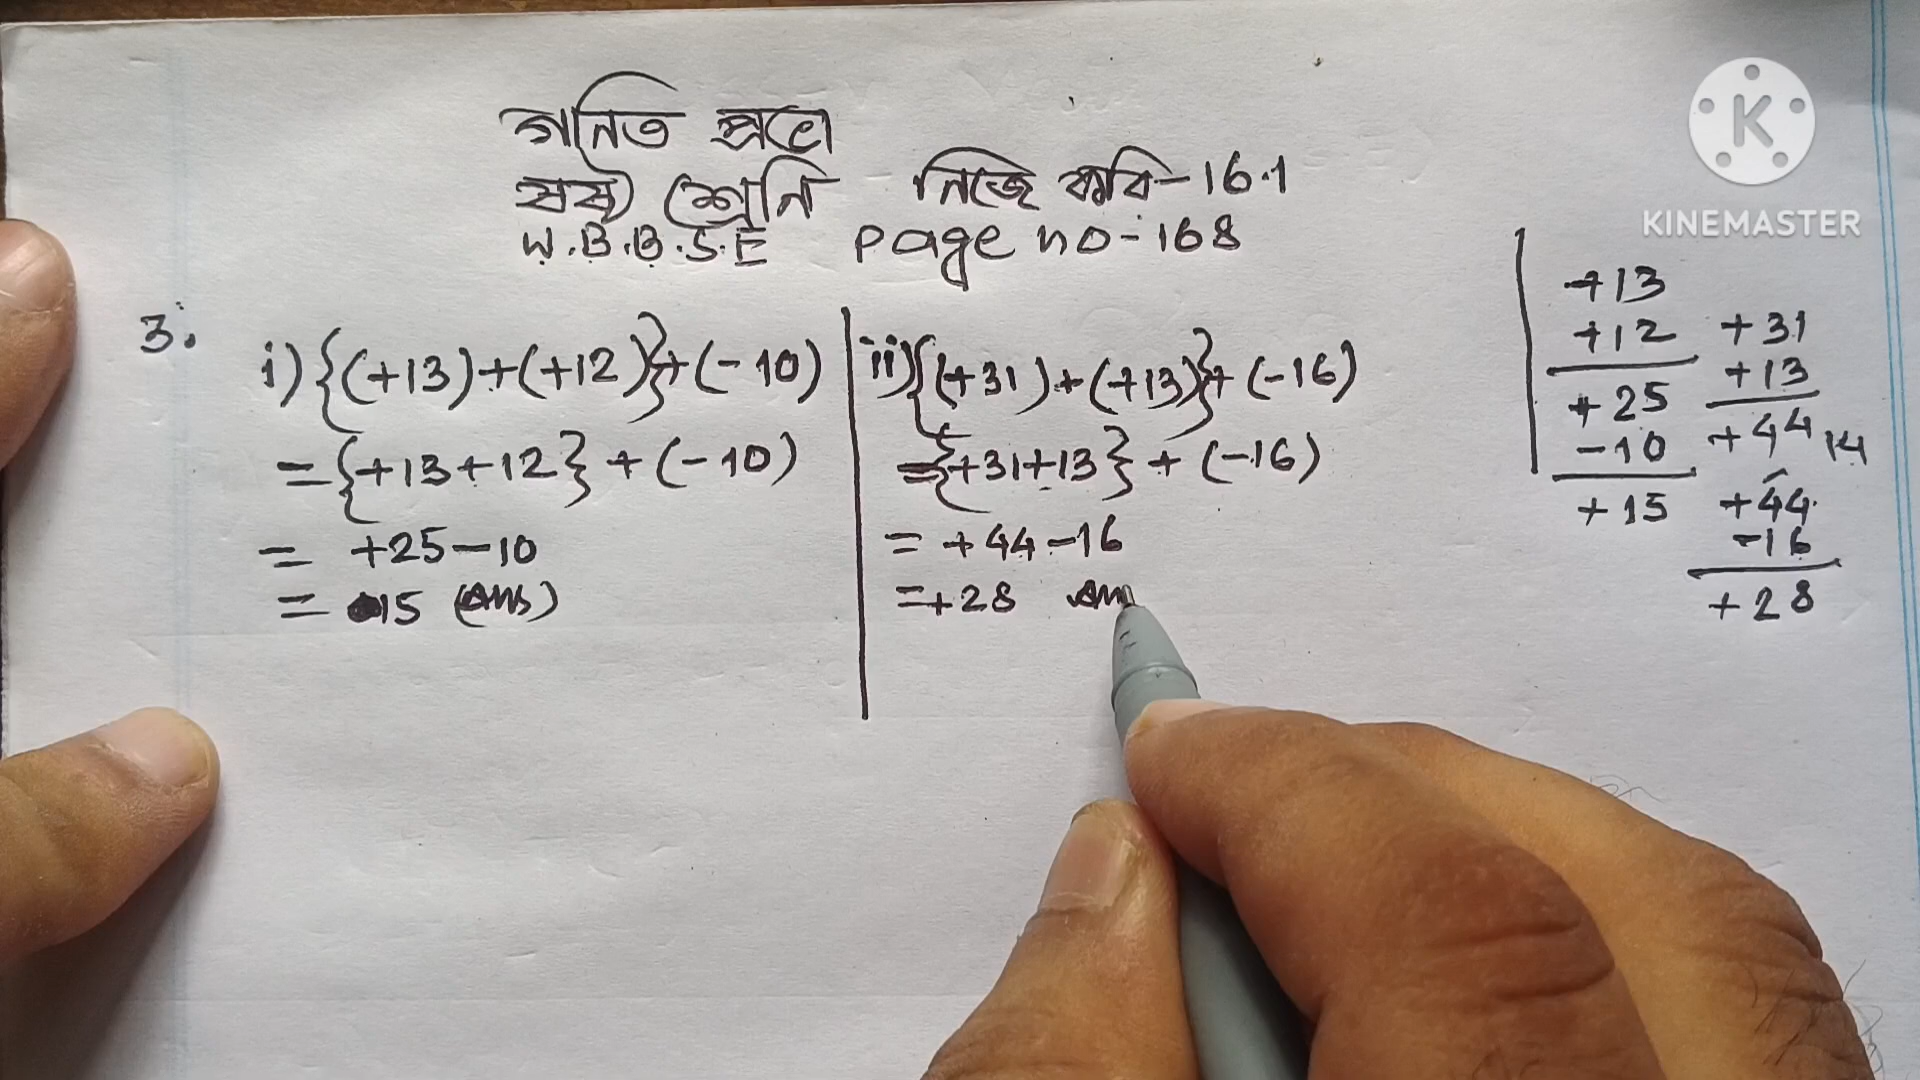 গনিত প্রভা
ষষ্ঠ শ্রেনি নিজে করি-16.1
W.B.B.S.E Page no-168
3.
i) {(+13)+(+12)}+(-10)
= {+13+12} + (-10)
= +25-10
= 15 (Ans)
ii) {(+31)+(+13)}+(-16)
= {+31+13} + (-16)
= +44-16
= +28 Ans
+13
+12
+25
-10
+15
+31
+13
+44
14
+44
-16
+28
K
KINEMASTER